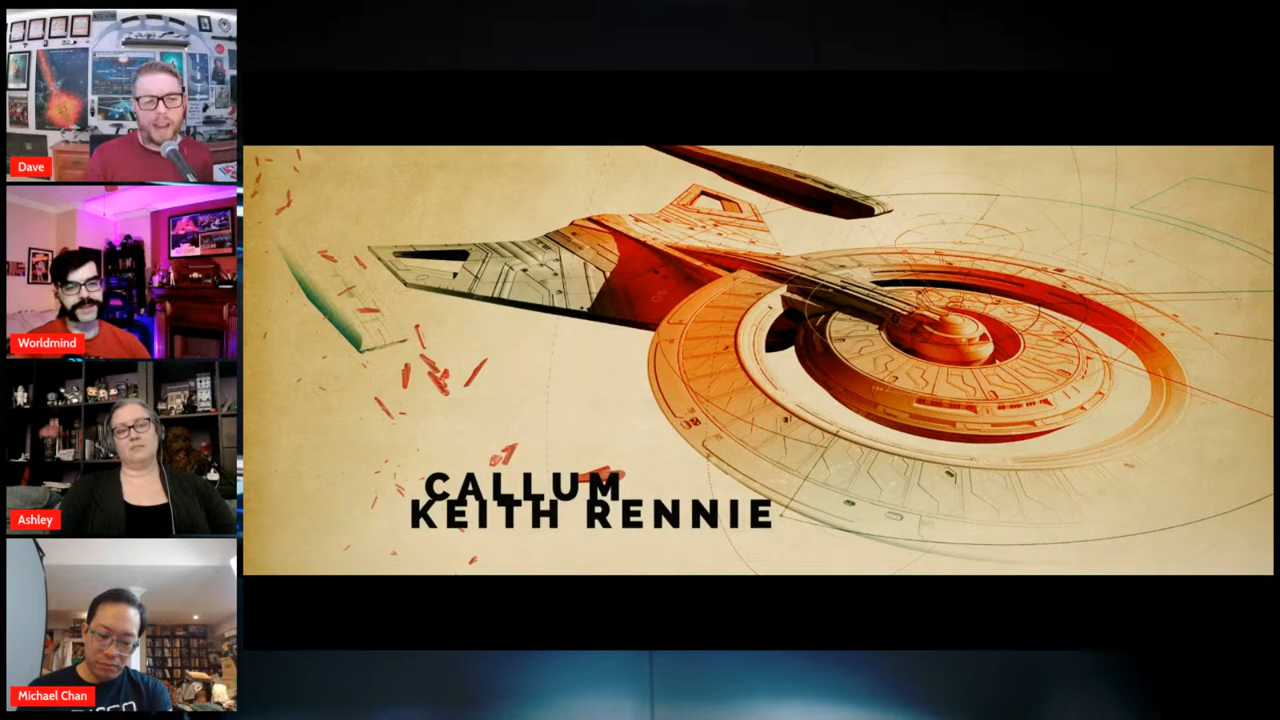 Dave
Worldmind
Ashley
Michael Chan
CALLUM
KEITH RENNIE